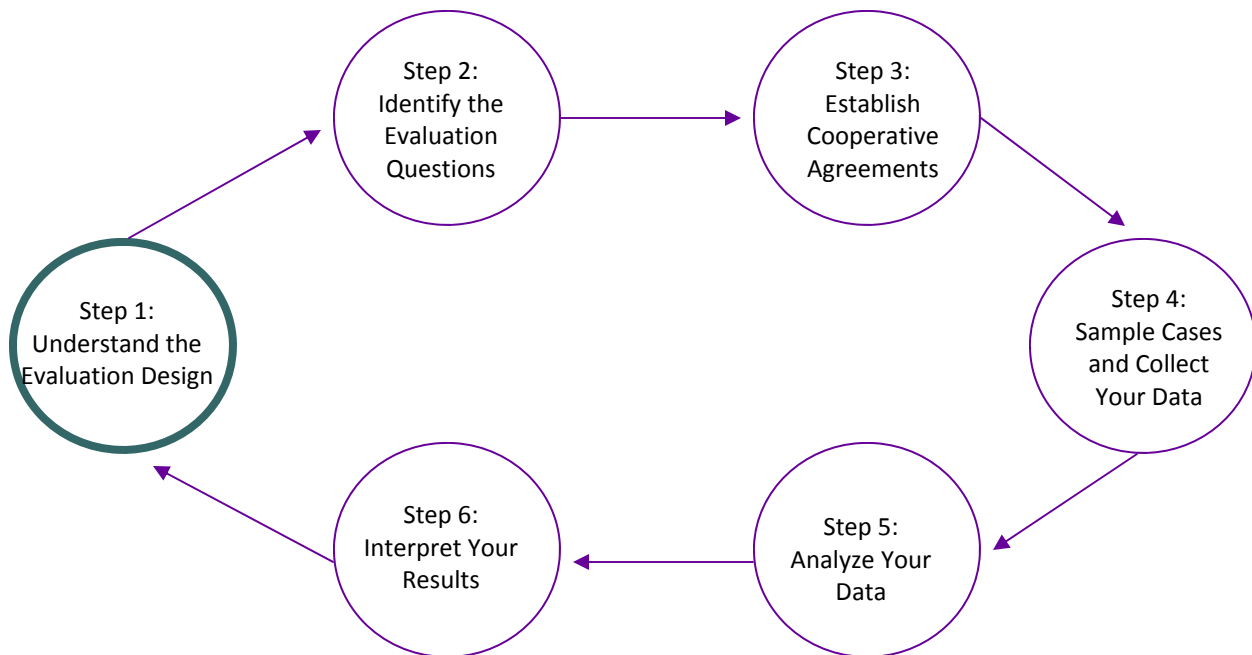 Step 1:
Understand the
Evaluation Design
Step 2:
Identify the
Evaluation
Questions
Step 3:
Establish
Cooperative
Agreements
Step 4:
Sample Cases
and Collect
Your Data
Step 5:
Analyze Your
Data
Step 6:
Interpret Your
Results